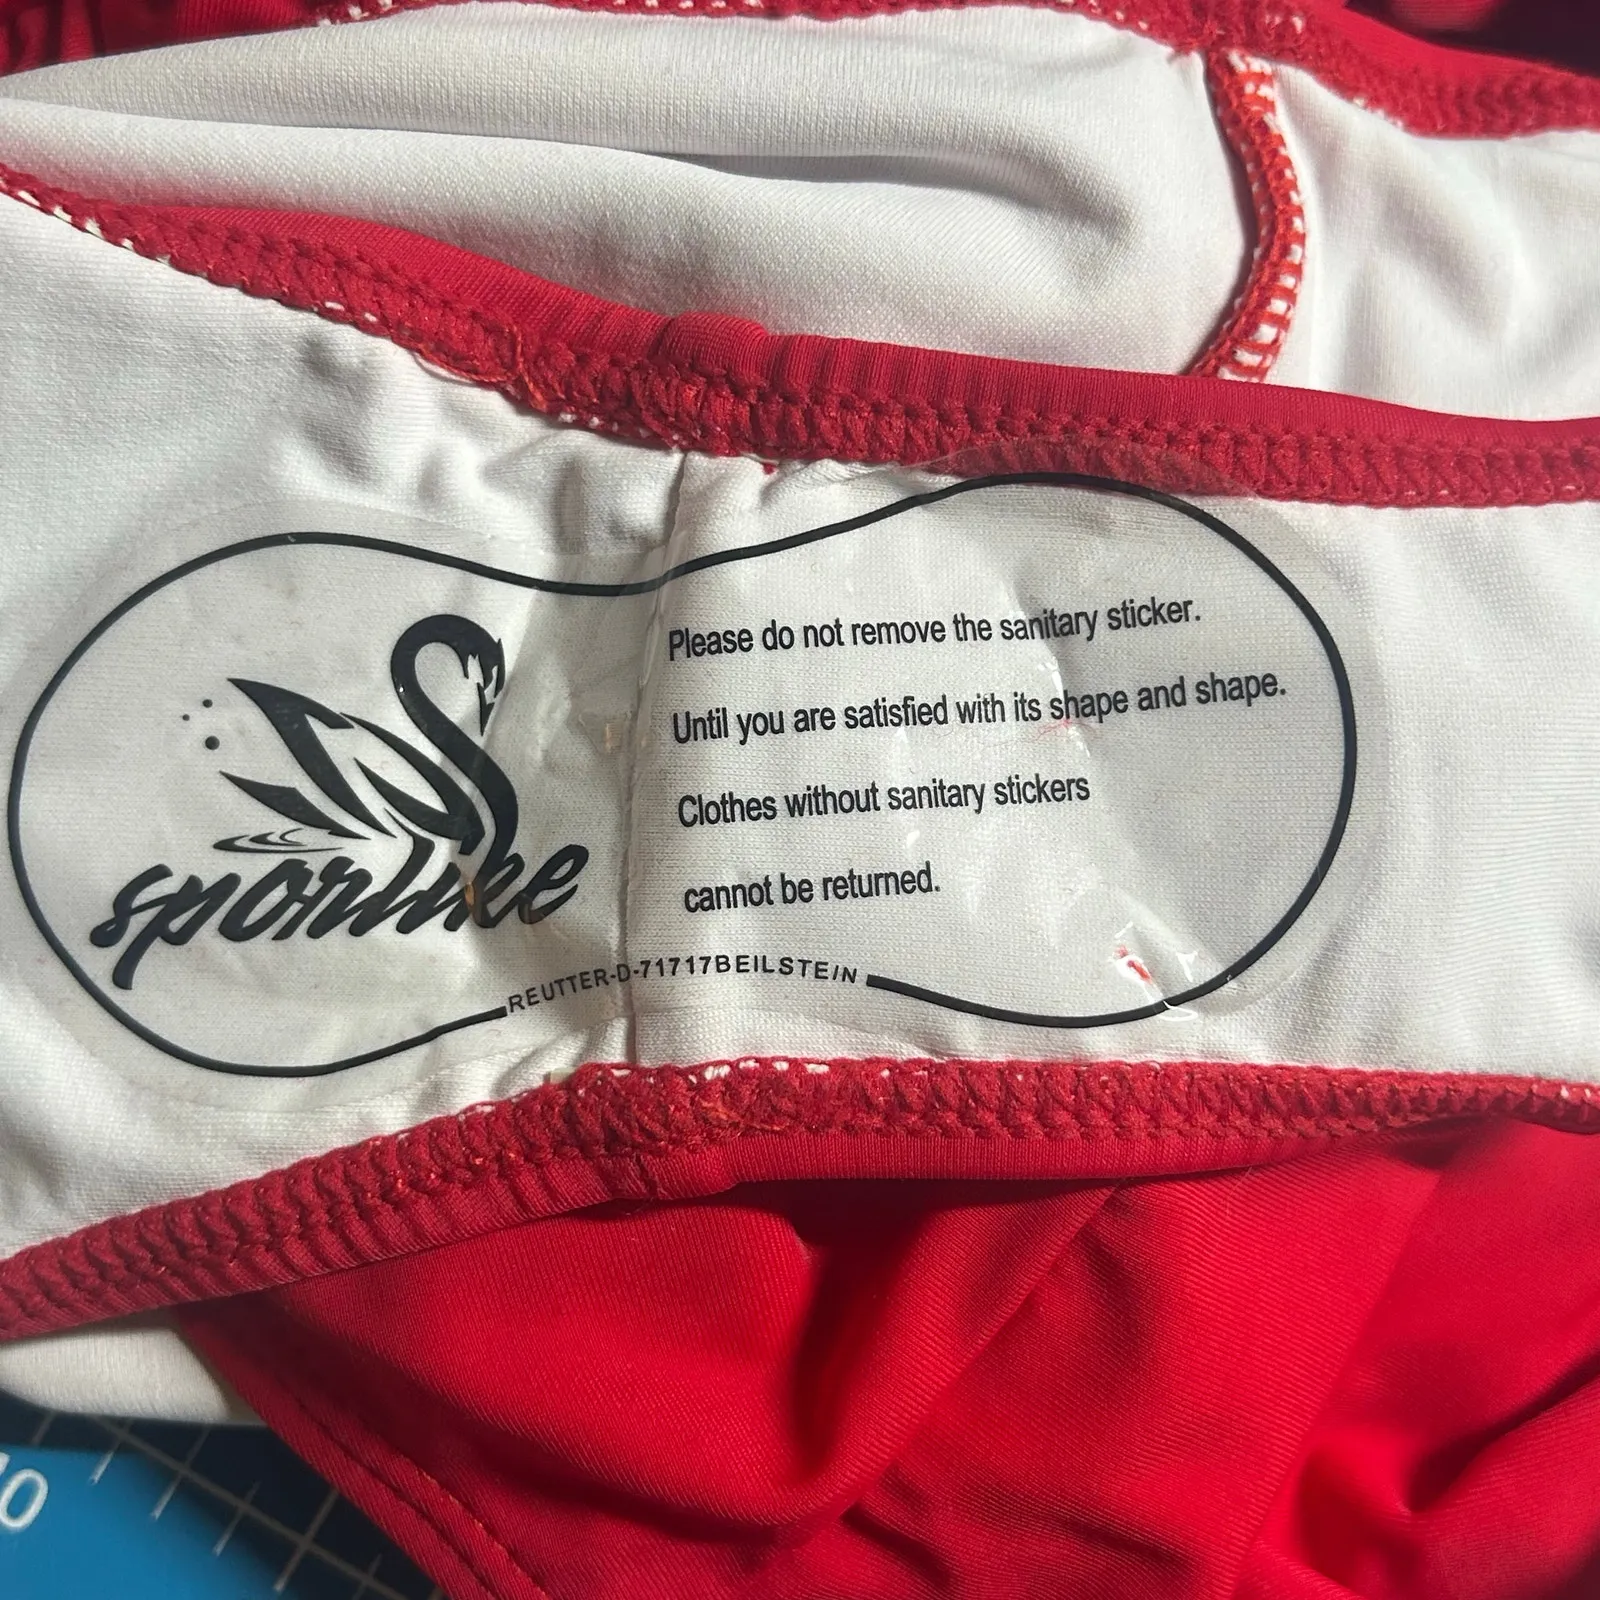 Please do not remove the sanitary sticker.
Until you are satisfied with its shape and shape.
Clothes without sanitary stickers
cannot be returned.
sporlike
REUTTER-D-71717BEILSTEIN